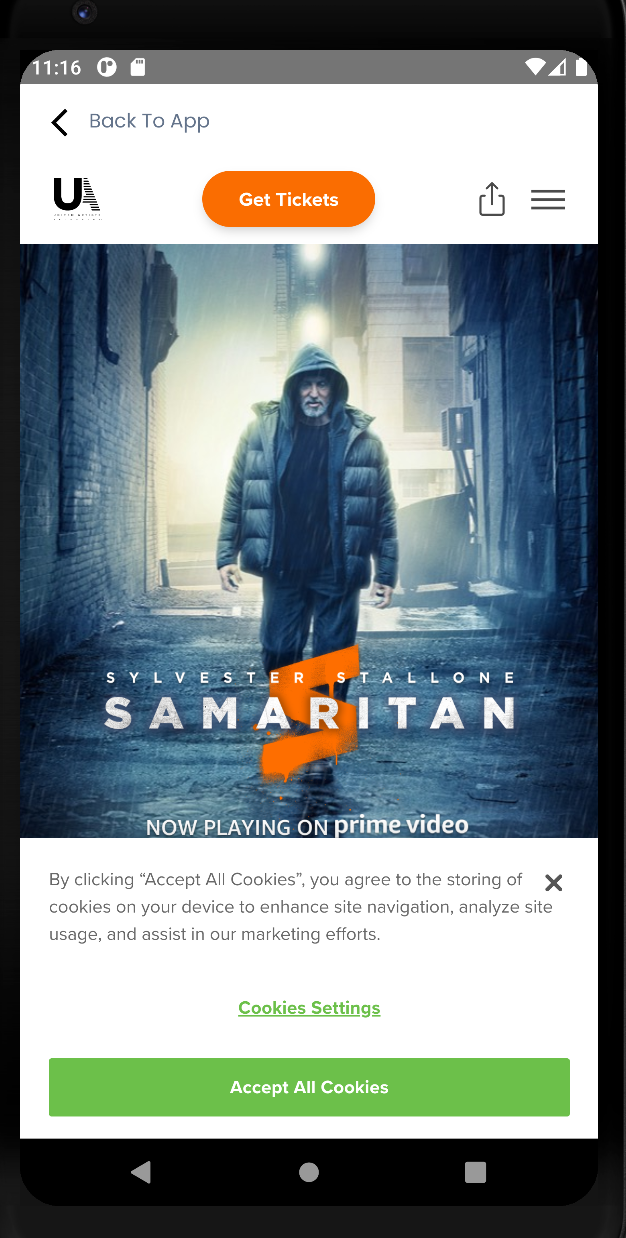 11:16
Back To App
UA
Get Tickets
SYLVESTER STALLONE
SAMARITAN
NOW PLAYING ON prime video
By clicking “Accept All Cookies”, you agree to the storing of
cookies on your device to enhance site navigation, analyze site
usage, and assist in our marketing efforts.
Cookies Settings
Accept All Cookies